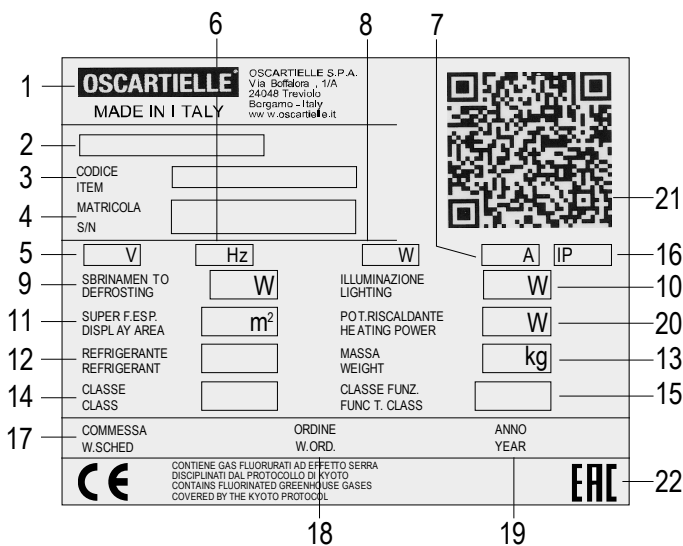 6 8 7
1 OSCARTIELLE OSCARTIELLE S.P.A.
Via Boffalora , 1/A
24048 Treviolo
Bergamo - Italy
MADE IN I TALY ww w.oscartielle.it
2
3 CODICE
ITEM
4 MATRICOLA
S/N
21
5 V Hz W A IP 16
9 SBRINAMEN TO
DEFROSTING W ILLUMINAZIONE
LIGHTING W 10
11 SUPER F.ESP.
DISPLAY AREA m² POT.RISCALDANTE
HEATING POWER W 20
12 REFRIGERANTE
REFRIGERANT MASSA
WEIGHT kg 13
14 CLASSE
CLASS CLASSE FUNZ.
FUNC T. CLASS 15
17 COMMESSA ORDINE ANNO
W.SCHED W.ORD. YEAR
CE CONTIENE GAS FLUORURATI AD EFFETTO SERRA
DISCIPLINATI DAL PROTOCOLLO DI KYOTO
CONTAINS FLUORINATED GREENHOUSE GASES
COVERED BY THE KYOTO PROTOCOL
EAC 22
18 19